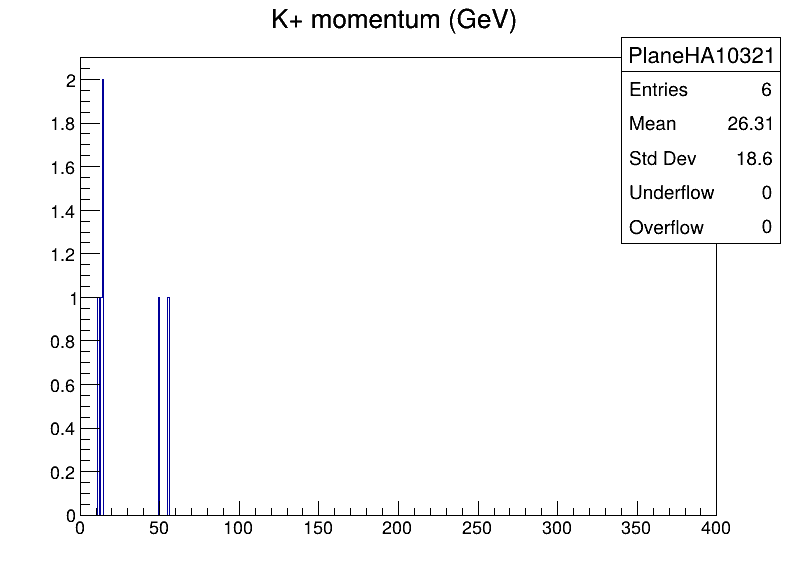 K+ momentum (GeV)
PlaneHA10321
Entries 6
Mean 26.31
Std Dev 18.6
Underflow 0
Overflow 0
2
1.8
1.6
1.4
1.2
1
0.8
0.6
0.4
0.2
0
0 50 100 150 200 250 300 350 400